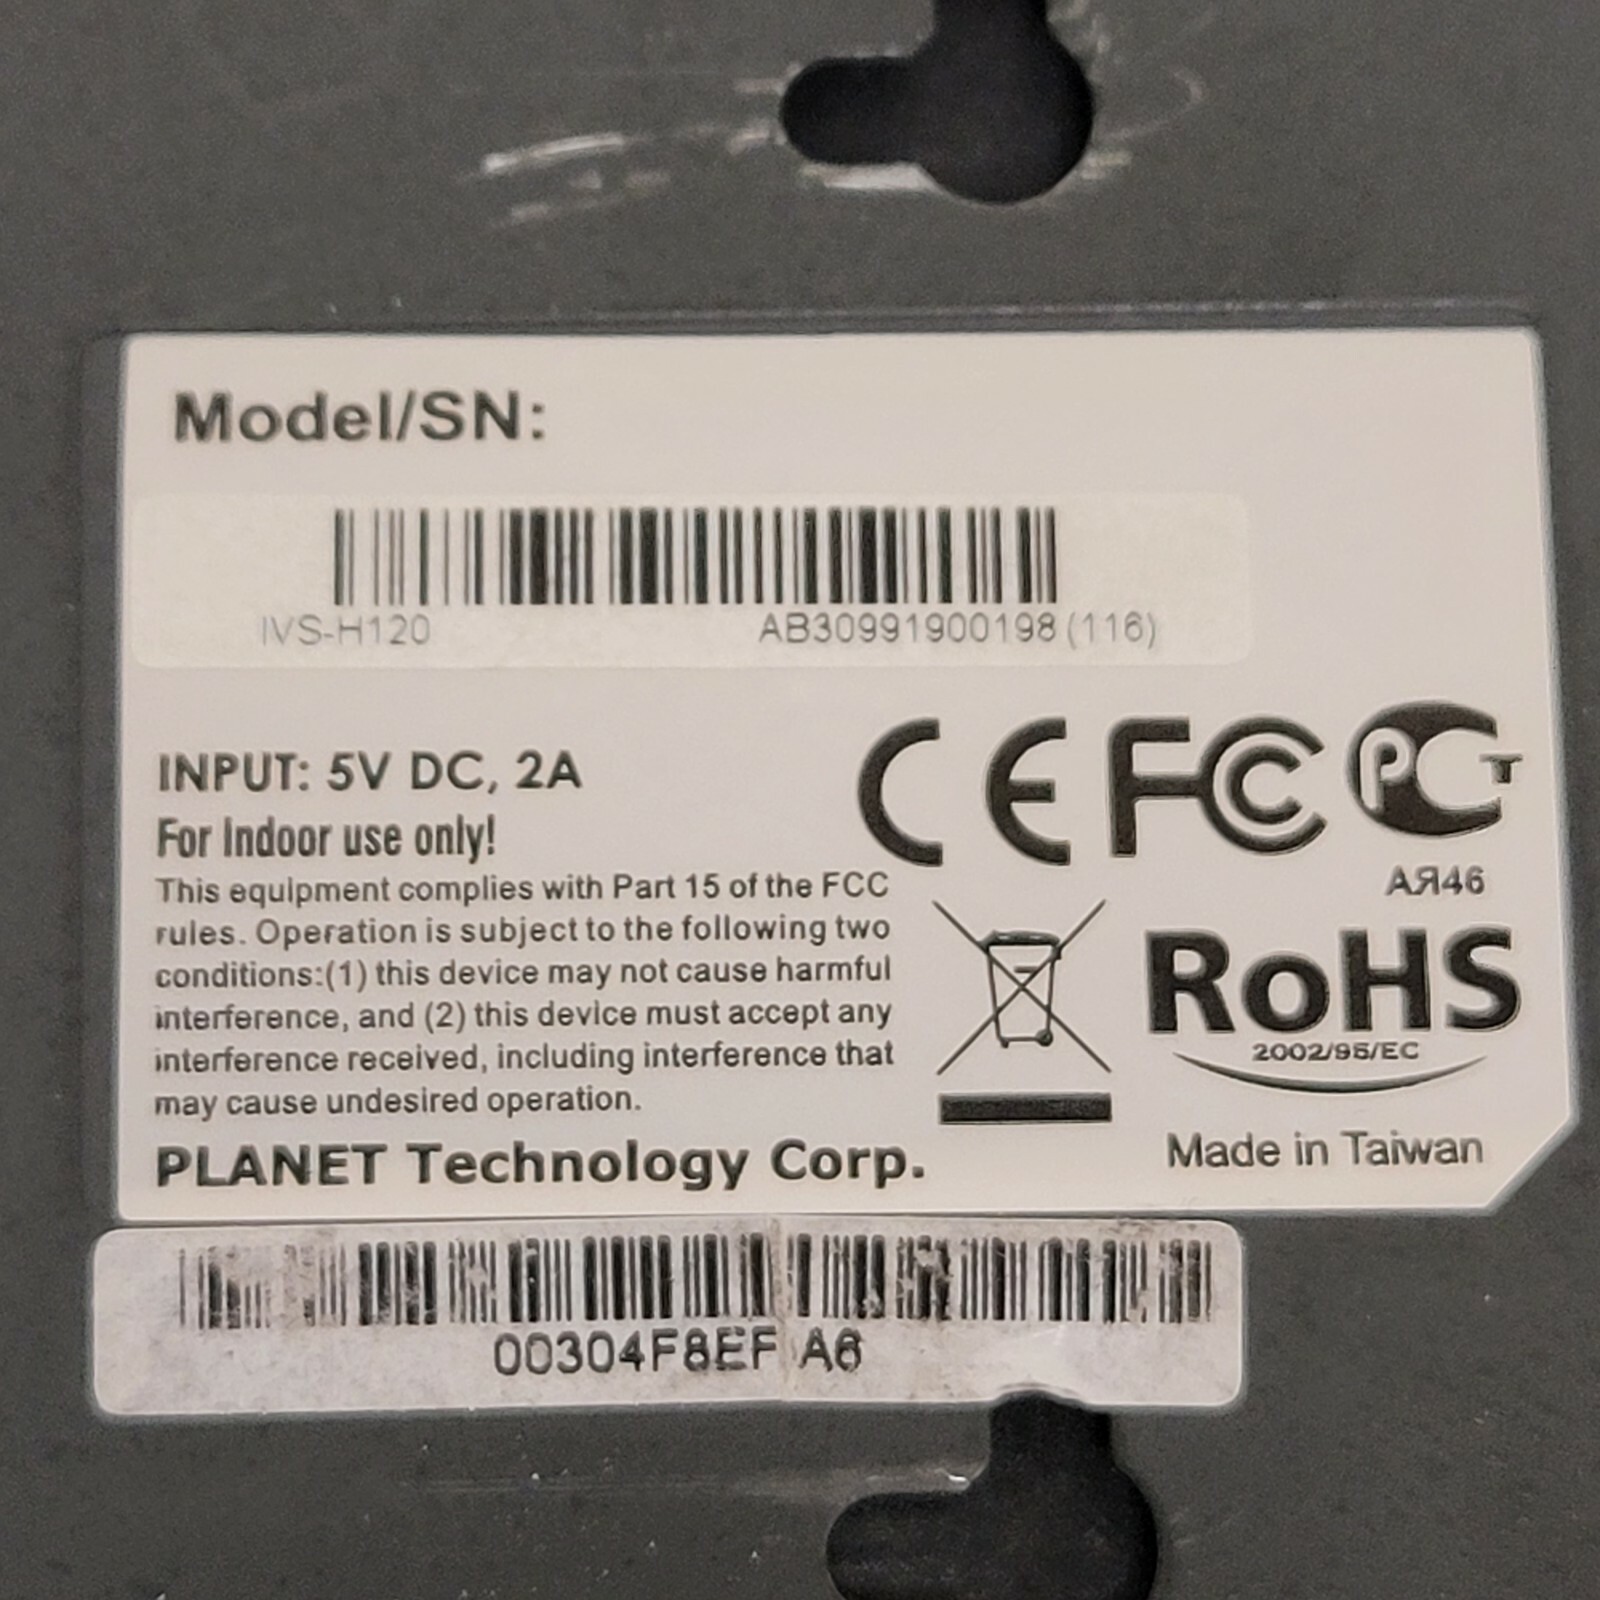 Model/SN:
IVS-H120 AB30991900198(116)
INPUT: 5V DC, 2A
For Indoor use only!
This equipment complies with Part 15 of the FCC
rules. Operation is subject to the following two
conditions:(1) this device may not cause harmful
interference, and (2) this device must accept any
interference received, including interference that
may cause undesired operation.
PLANET Technology Corp.
CE FC PCT
АЯ46
RoHS
2002/95/EC
Made in Taiwan
00304F8EF A6